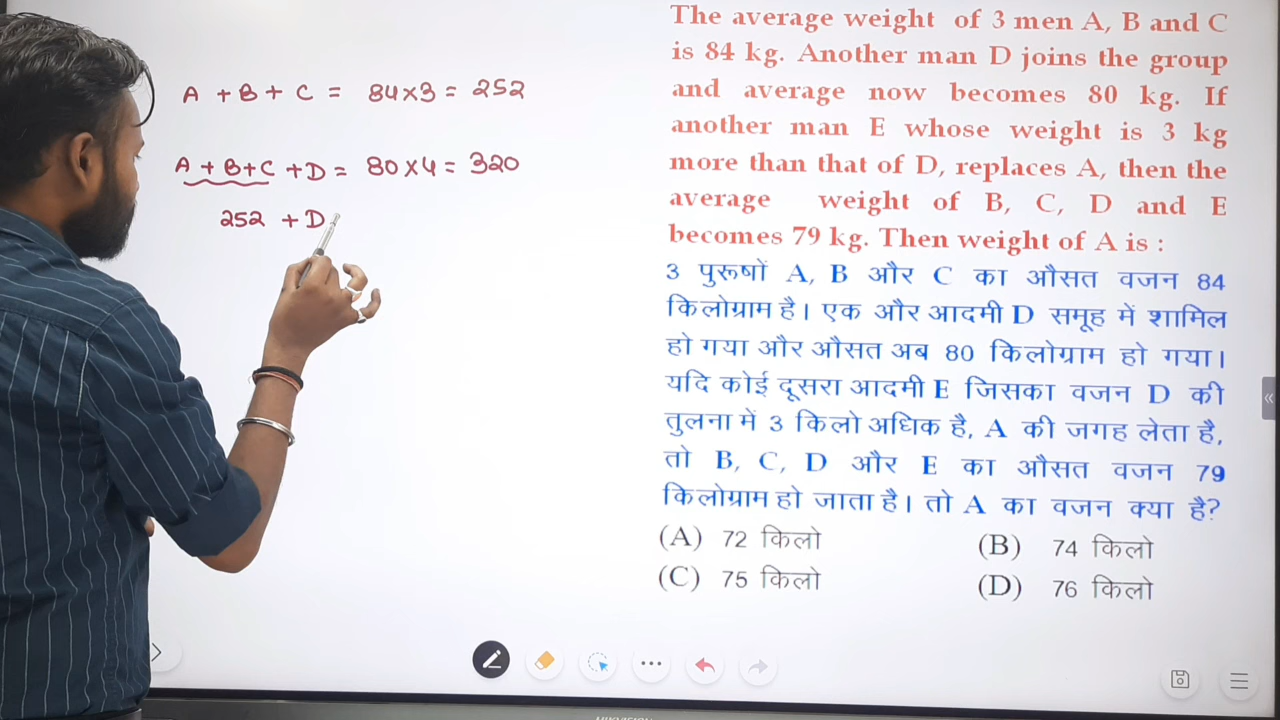 A + B + C = 84×3 = 252
A + B+C + D = 80×4 = 320
252 + D
The average weight of 3 men A, B and C
is 84 kg. Another man D joins the group
and average now becomes 80 kg. If
another man E whose weight is 3 kg
more than that of D, replaces A, then the
average weight of B, C, D and E
becomes 79 kg. Then weight of A is :
3 पुरूषों A, B और C का औसत वजन 84
किलोग्राम है। एक और आदमी D समूह में शामिल
हो गया और औसत अब 80 किलोग्राम हो गया।
यदि कोई दूसरा आदमी E जिसका वजन D की
तुलना में 3 किलो अधिक है, A की जगह लेता है,
तो B, C, D और E का औसत वजन 79
किलोग्राम हो जाता है। तो A का वजन क्या है?
(A) 72 किलो (B) 74 किलो
(C) 75 किलो (D) 76 किलो